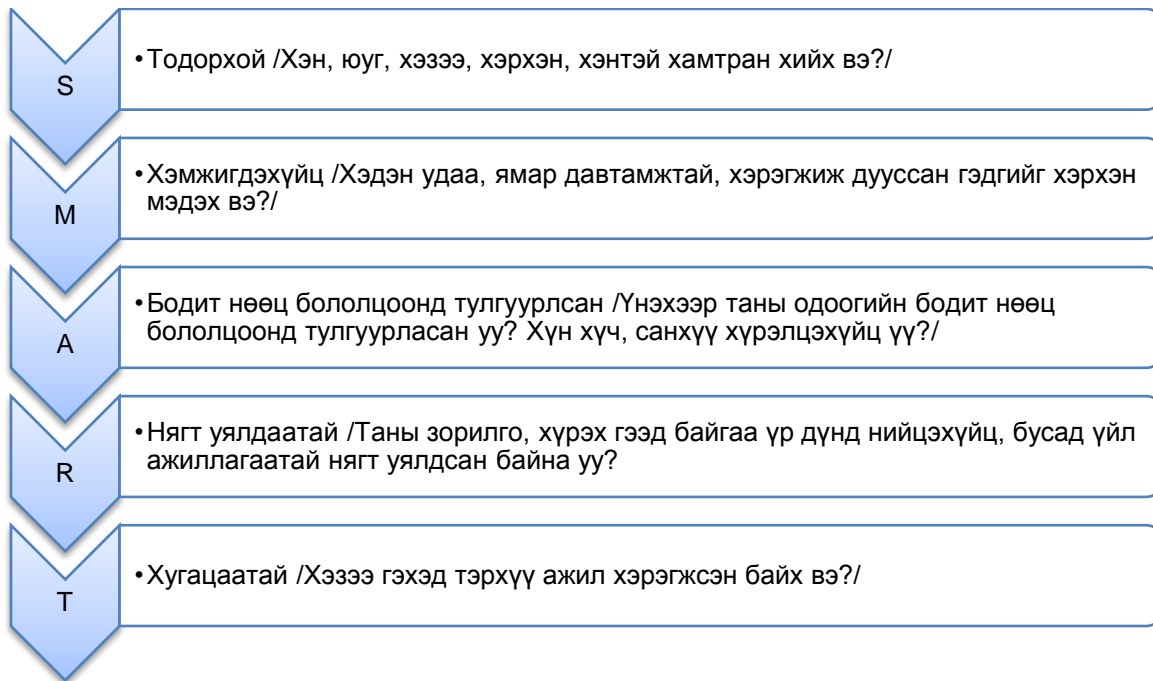 S
•Тодорхой /Хэн, юуг, хэзээ, хэрхэн, хэнтэй хамтран хийх вэ?/
M
•Хэмжигдэхүйц /Хэдэн удаа, ямар давтамжтай, хэрэгжиж дууссан гэдгийг хэрхэн
мэдэх вэ?/
A
•Бодит нөөц бололцоонд тулгуурлсан /Үнэхээр таны одоогийн бодит нөөц
бололцоонд тулгуурласан уу? Хүн хүч, санхүү хүрэлцэхүйц үү?/
R
•Нягт уялдаатай /Таны зорилго, хүрэх гээд байгаа үр дүнд нийцэхүйц, бусад үйл
ажиллагаатай нягт уялдсан байна уу?
T
•Хугацаатай /Хэзээ гэхэд тэрхүү ажил хэрэгжсэн байх вэ?/